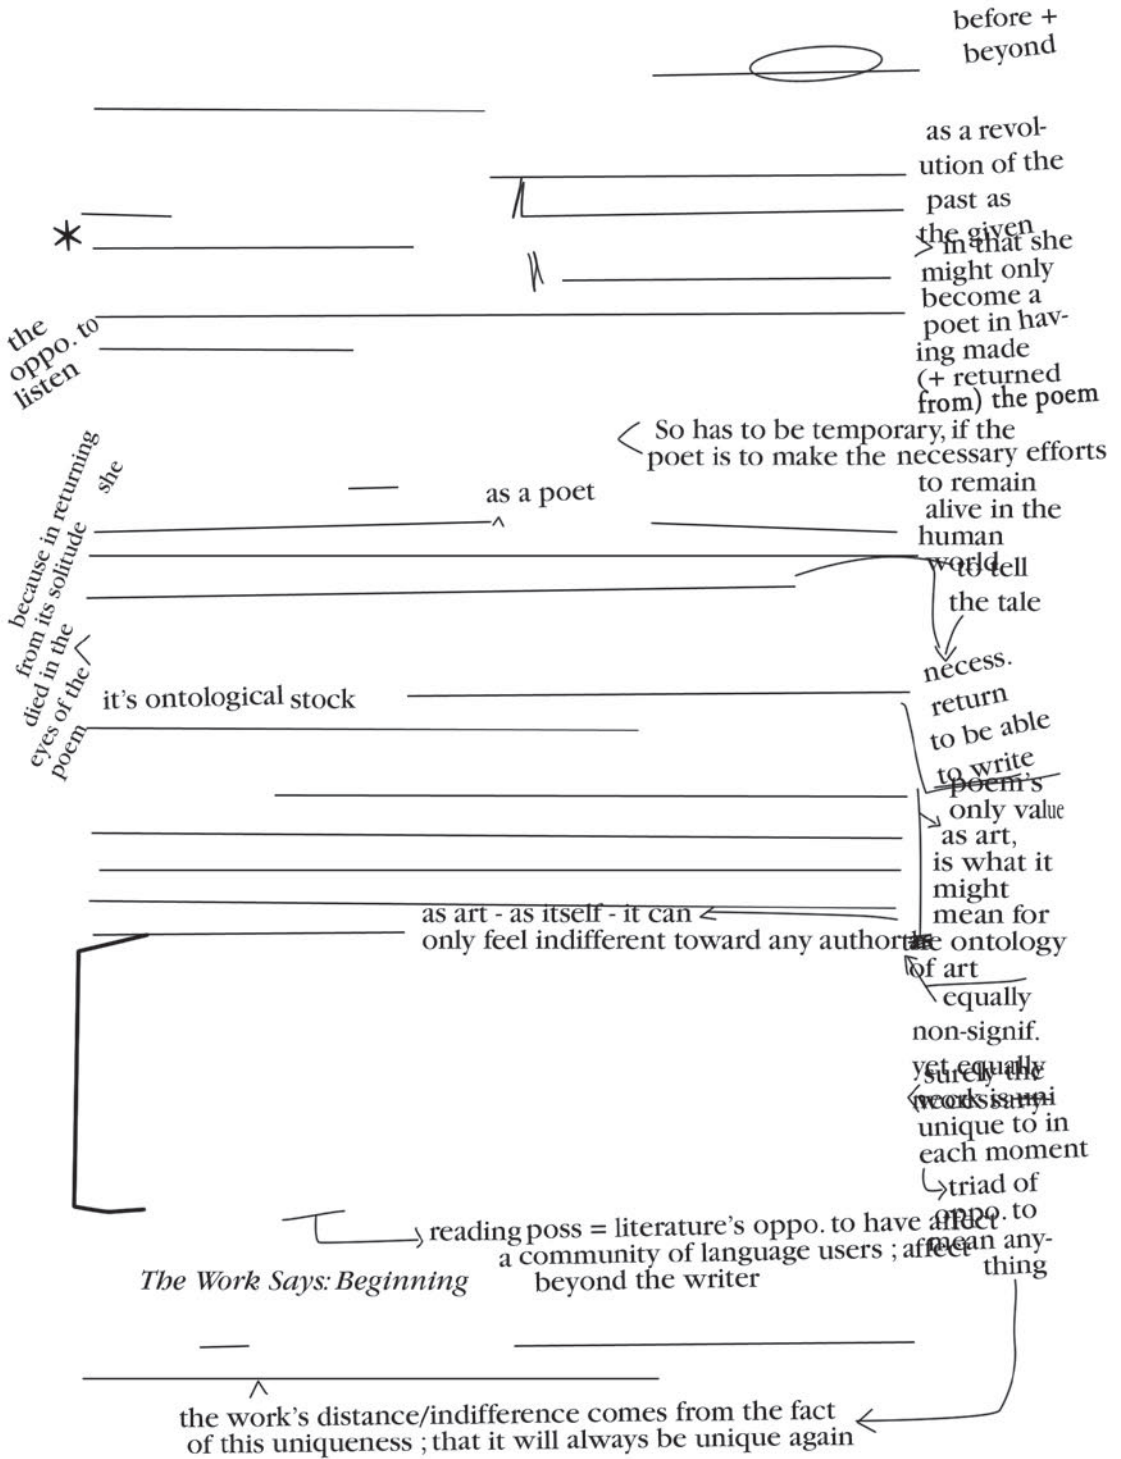 before +
beyond
as a revol-
ution of the
past as
the given
in that she
might only
become a
poet in hav-
ing made
(+ returned
from) the poem
the
oppo. to
listen
So has to be temporary, if the
poet is to make the necessary efforts
to remain
alive in the
human
world
to tell
the tale
as a poet
she
because in returning
from its solitude
died in the
eyes of the
poem
necess.
return
to be able
to write
it's ontological stock
poem's
only value
as art,
is what it
might
mean for
the ontology
of art
as art - as itself - it can
only feel indifferent toward any author
equally
non-signif.
yet equally
necessary
surely the
work is uni
unique to in
each moment
triad of
oppo. to
mean any-
thing
reading poss = literature's oppo. to have affect
a community of language users ; affect
beyond the writer
The Work Says: Beginning
the work's distance/indifference comes from the fact
of this uniqueness ; that it will always be unique again